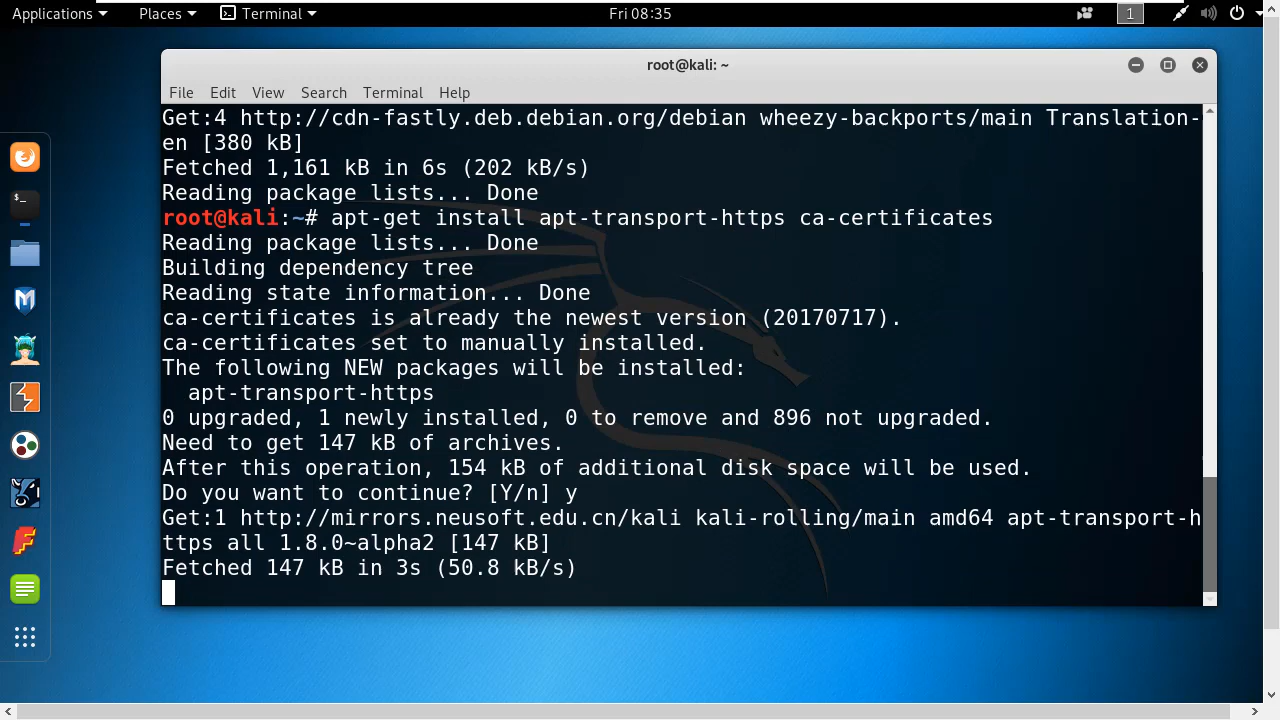 Applications Places Terminal Fri 08:35 1
root@kali: ~
File Edit View Search Terminal Help
Get:4 http://cdn-fastly.deb.debian.org/debian wheezy-backports/main Translation-
en [380 kB]
Fetched 1,161 kB in 6s (202 kB/s)
Reading package lists... Done
root@kali:~# apt-get install apt-transport-https ca-certificates
Reading package lists... Done
Building dependency tree
Reading state information... Done
ca-certificates is already the newest version (20170717).
ca-certificates set to manually installed.
The following NEW packages will be installed:
  apt-transport-https
0 upgraded, 1 newly installed, 0 to remove and 896 not upgraded.
Need to get 147 kB of archives.
After this operation, 154 kB of additional disk space will be used.
Do you want to continue? [Y/n] y
Get:1 http://mirrors.neusoft.edu.cn/kali kali-rolling/main amd64 apt-transport-h
ttps all 1.8.0~alpha2 [147 kB]
Fetched 147 kB in 3s (50.8 kB/s)